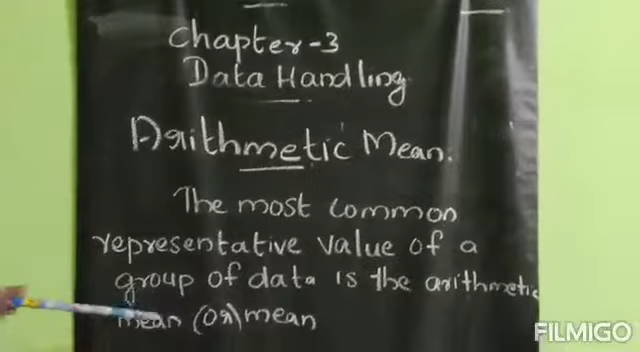 Chapter-3
Data Handling
Arithmetic Mean.
The most common
representative value of a
group of data is the arithmetic
mean (Or) mean
FILMIGO